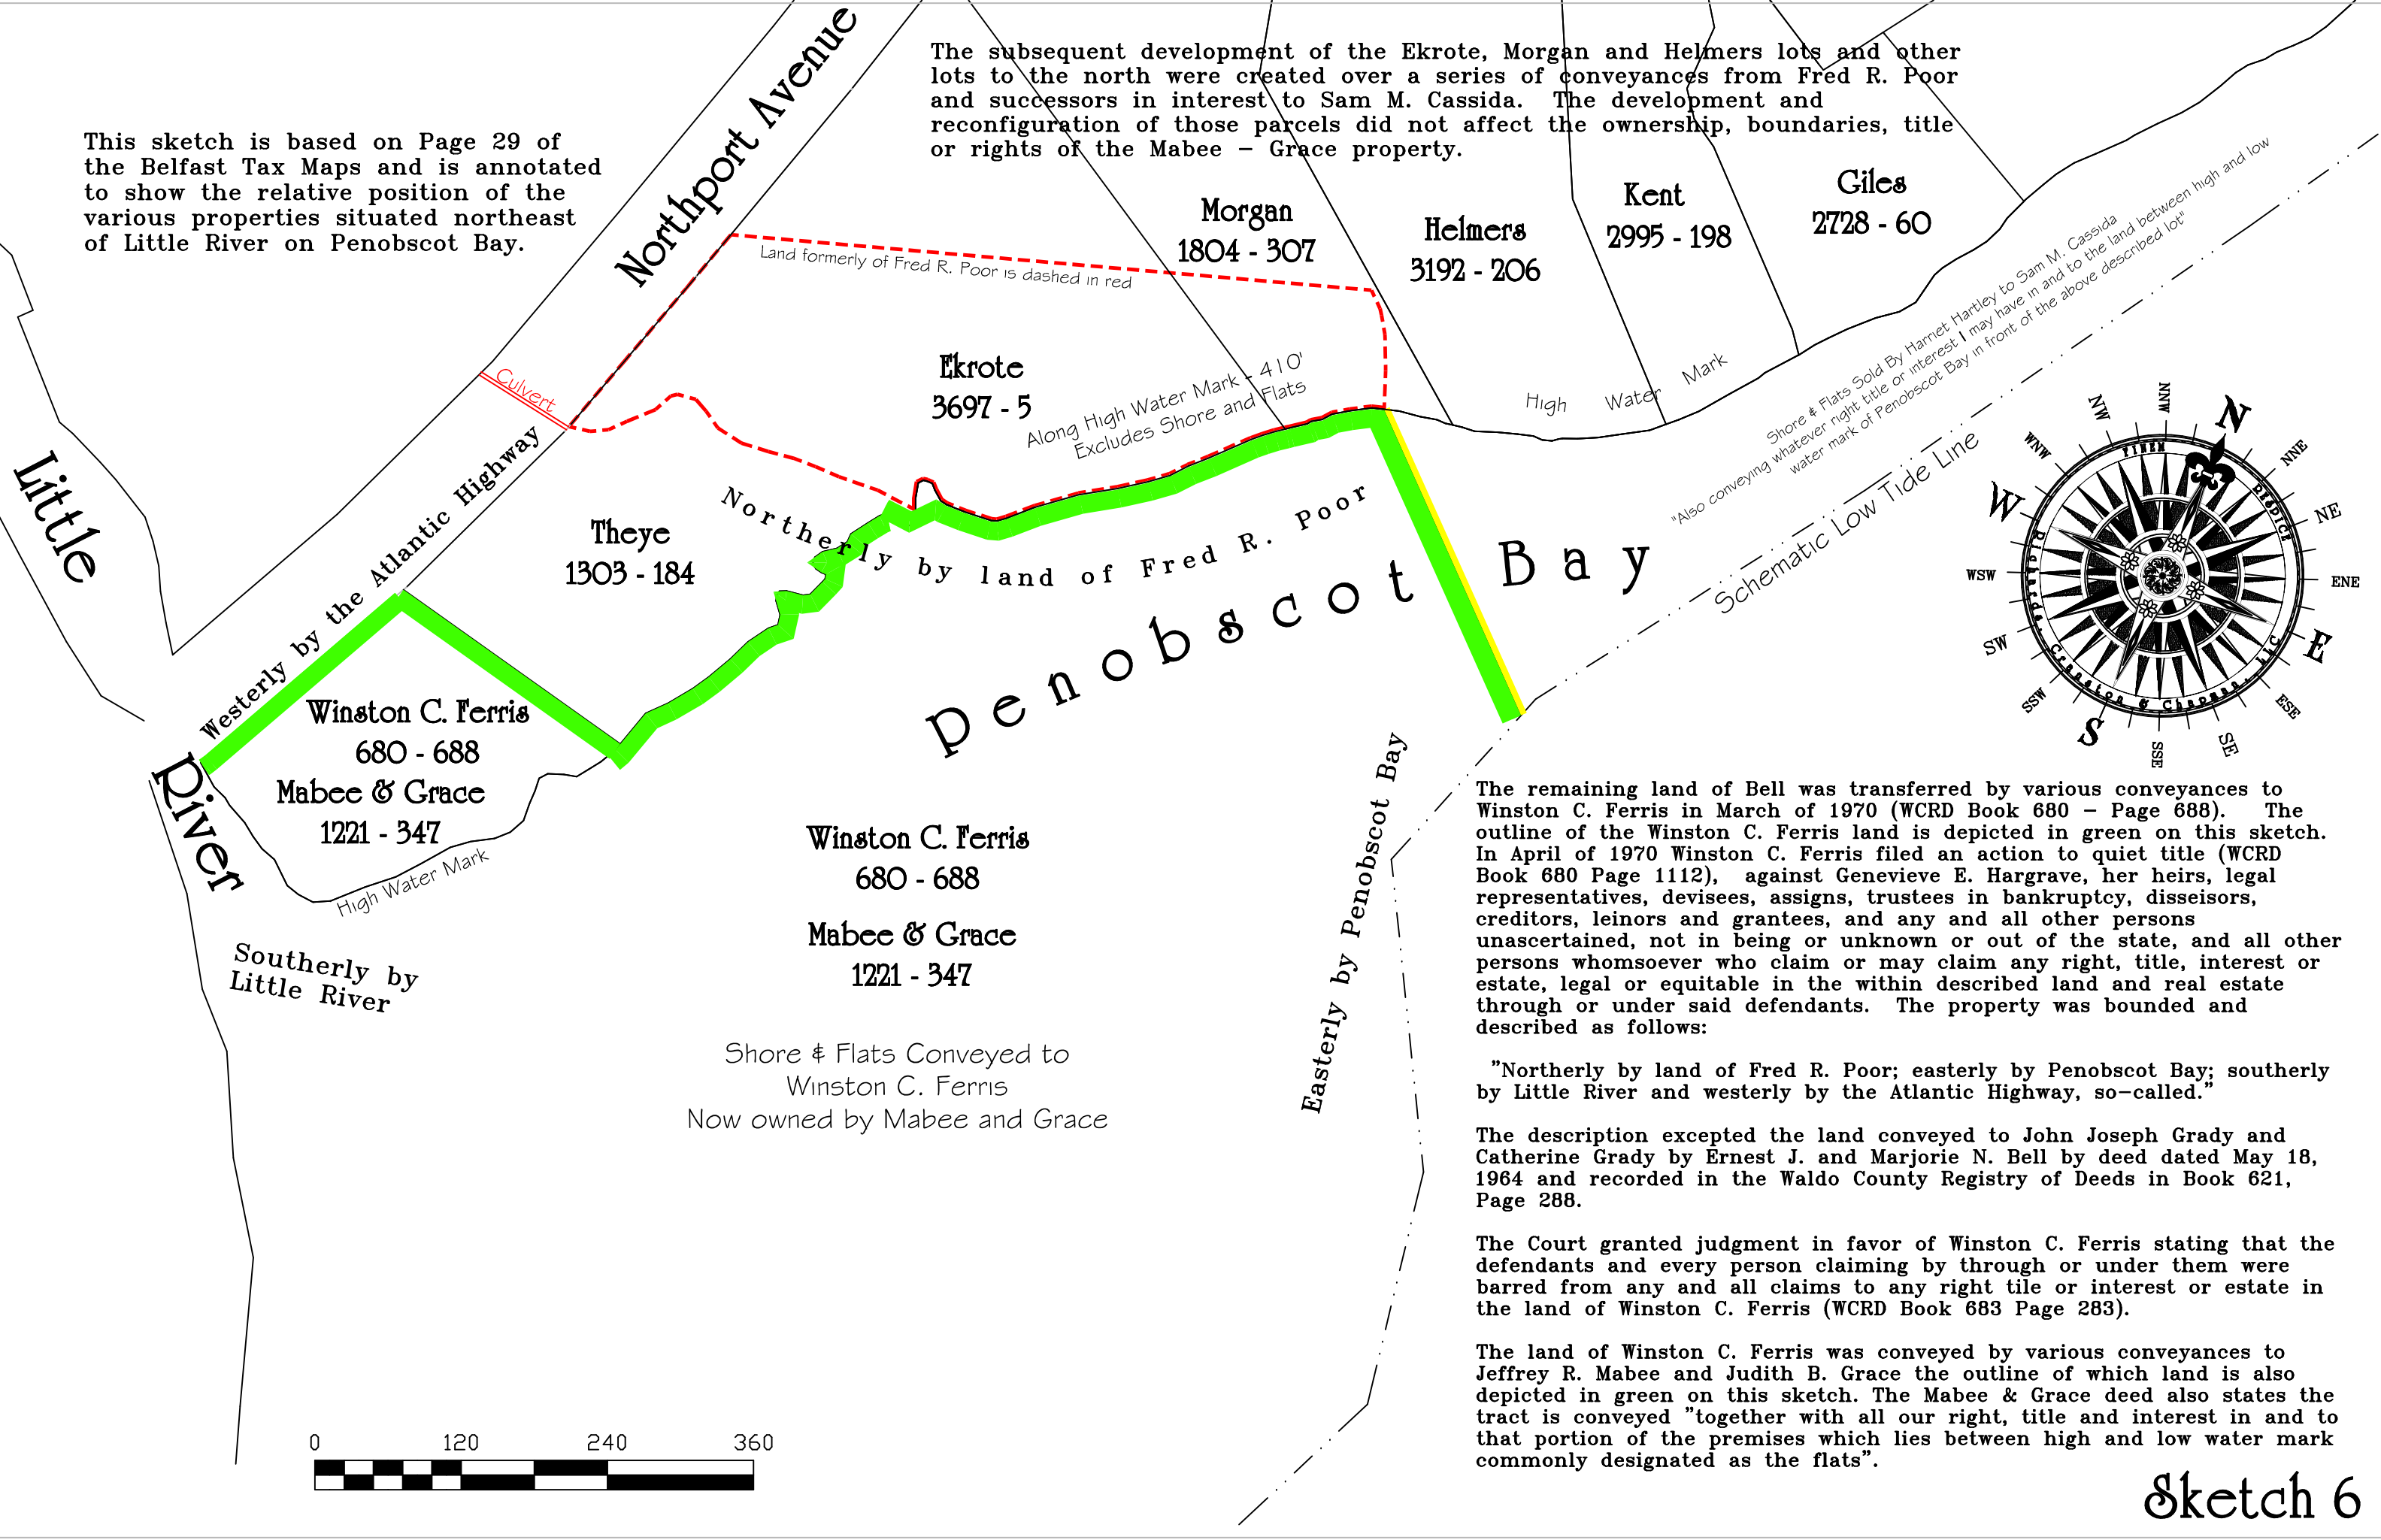 The subsequent development of the Ekrote, Morgan and Helmers lots and other
lots to the north were created over a series of conveyances from Fred R. Poor
and successors in interest to Sam M. Cassida.  The development and
reconfiguration of those parcels did not affect the ownership, boundaries, title
or rights of the Mabee – Grace property.
This sketch is based on Page 29 of
the Belfast Tax Maps and is annotated
to show the relative position of the
various properties situated northeast
of Little River on Penobscot Bay.
Northport Avenue
Land formerly of Fred R. Poor is dashed in red
Morgan
1804 - 307
Helmers
3192 - 206
Kent
2995 - 198
Giles
2728 - 60
Culvert
Ekrote
3697 - 5
Along High Water Mark - 410'
Excludes Shore and Flats
High Water Mark
Shore & Flats Sold By Harriet Hartley to Sam M. Cassida
"Also conveying whatever right title or interest I may have in and to the land between high and low
water mark of Penobscot Bay in front of the above described lot"
Schematic Low Tide Line
Little
River
Westerly by the Atlantic Highway
Theye
1303 - 184
Northerly by land of Fred R. Poor
Penobscot Bay
N
NNE
NE
ENE
E
ESE
SE
SSE
S
SSW
SW
WSW
W
WNW
NW
NNW
FINEM
RESPICE
Richards, Cranston & Chapman, LLC
Winston C. Ferris
680 - 688
Mabee & Grace
1221 - 347
High Water Mark
Southerly by
Little River
Winston C. Ferris
680 - 688
Mabee & Grace
1221 - 347
Shore & Flats Conveyed to
Winston C. Ferris
Now owned by Mabee and Grace
Easterly by Penobscot Bay
The remaining land of Bell was transferred by various conveyances to
Winston C. Ferris in March of 1970 (WCRD Book 680 – Page 688).   The
outline of the Winston C. Ferris land is depicted in green on this sketch.
In April of 1970 Winston C. Ferris filed an action to quiet title (WCRD
Book 680 Page 1112),  against Genevieve E. Hargrave, her heirs, legal
representatives, devisees, assigns, trustees in bankruptcy, disseisors,
creditors, leinors and grantees, and any and all other persons
unascertained, not in being or unknown or out of the state, and all other
persons whomsoever who claim or may claim any right, title, interest or
estate, legal or equitable in the within described land and real estate
through or under said defendants.  The property was bounded and
described as follows:
"Northerly by land of Fred R. Poor; easterly by Penobscot Bay; southerly
by Little River and westerly by the Atlantic Highway, so–called."
The description excepted the land conveyed to John Joseph Grady and
Catherine Grady by Ernest J. and Marjorie N. Bell by deed dated May 18,
1964 and recorded in the Waldo County Registry of Deeds in Book 621,
Page 288.
The Court granted judgment in favor of Winston C. Ferris stating that the
defendants and every person claiming by through or under them were
barred from any and all claims to any right tile or interest or estate in
the land of Winston C. Ferris (WCRD Book 683 Page 283).
The land of Winston C. Ferris was conveyed by various conveyances to
Jeffrey R. Mabee and Judith B. Grace the outline of which land is also
depicted in green on this sketch. The Mabee & Grace deed also states the
tract is conveyed "together with all our right, title and interest in and to
that portion of the premises which lies between high and low water mark
commonly designated as the flats".
0 120 240 360
Sketch 6